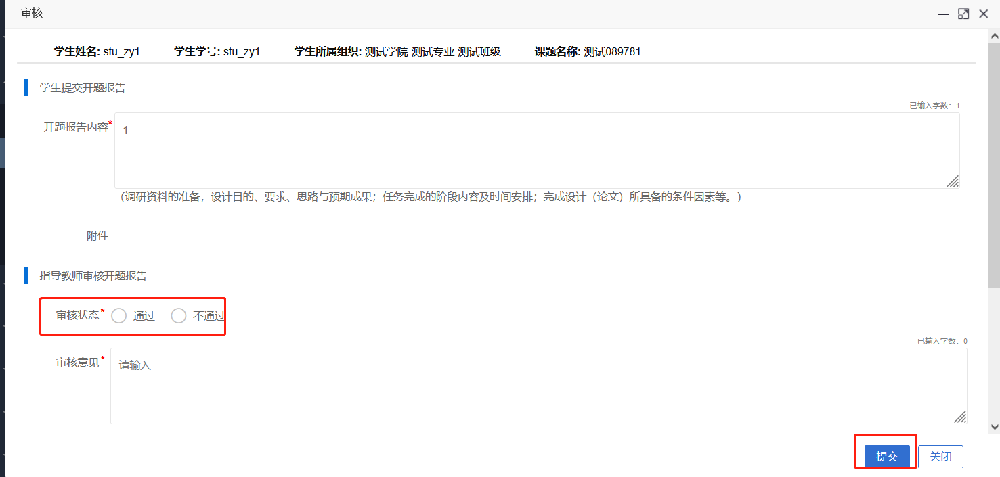 审核
学生姓名: stu_zy1 学生学号: stu_zy1 学生所属组织: 测试学院-测试专业-测试班级 课题名称: 测试089781
学生提交开题报告
已输入字数：1
开题报告内容*
1
（调研资料的准备，设计目的、要求、思路与预期成果；任务完成的阶段内容及时间安排；完成设计（论文）所具备的条件因素等。）
附件
指导教师审核开题报告
审核状态* 通过 不通过
已输入字数：0
审核意见*
请输入
提交 关闭